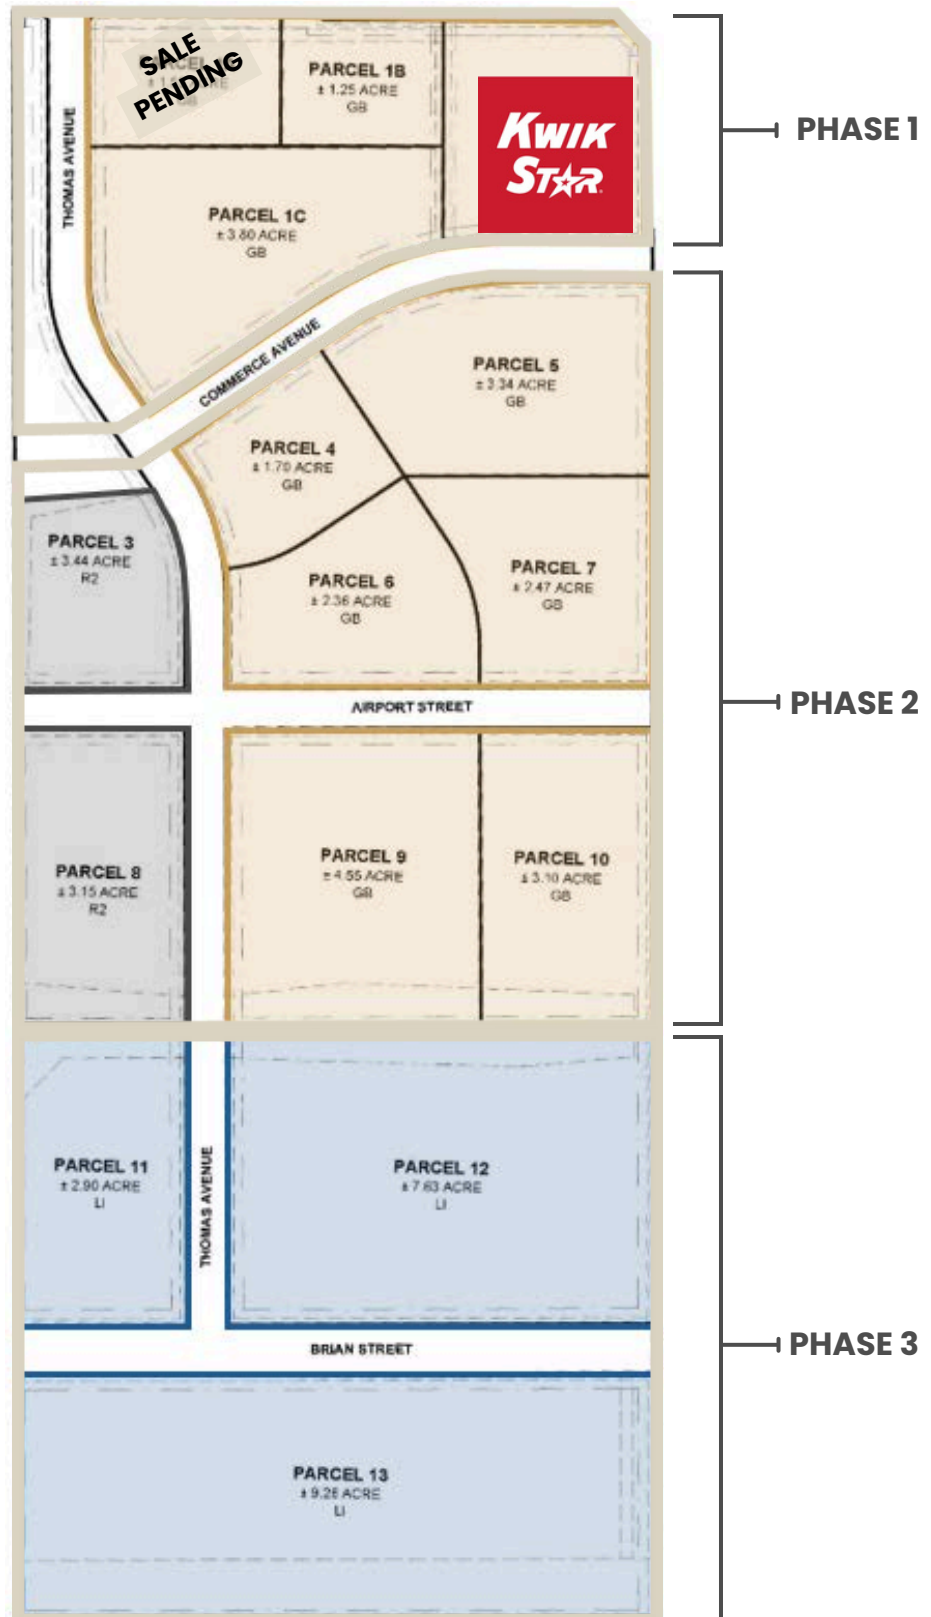 SALE
PENDING
PARCEL 1B
± 1.25 ACRE
GB
KWIK
STAR
PHASE 1
THOMAS AVENUE
PARCEL 1C
± 3.80 ACRE
GB
COMMERCE AVENUE
PARCEL 5
± 3.34 ACRE
GB
PARCEL 4
± 1.70 ACRE
GB
PARCEL 3
± 3.44 ACRE
R2
PARCEL 6
± 2.36 ACRE
GB
PARCEL 7
± 2.47 ACRE
GB
AIRPORT STREET
PHASE 2
PARCEL 8
± 3.15 ACRE
R2
PARCEL 9
± 4.55 ACRE
GB
PARCEL 10
± 3.10 ACRE
GB
PARCEL 11
± 2.90 ACRE
LI
THOMAS AVENUE
PARCEL 12
± 7.63 ACRE
LI
BRIAN STREET
PHASE 3
PARCEL 13
ACRE
LI